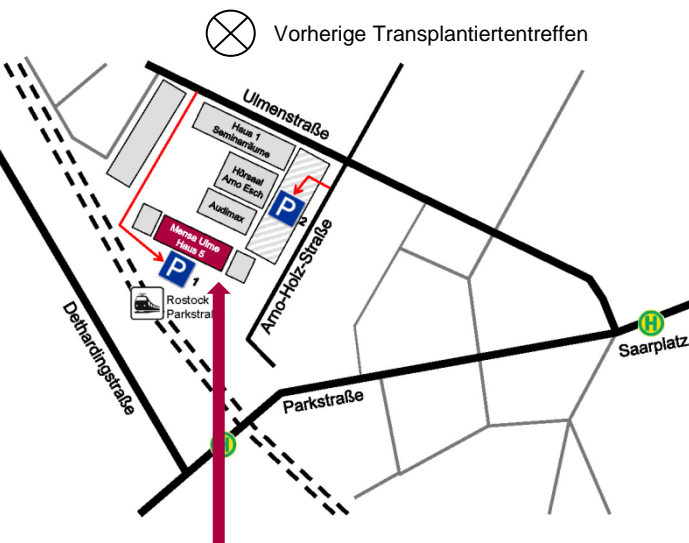 Vorherige Transplantiertentreffen
Ulmenstraße
Haus 1
Seminarräume
Hörsaal
Arno Esch
Audimax
P
2
Mensa Ulme
Haus 5
P
1
Rostock
Parkstraß
Arno-Holz-Straße
Dethardingstraße
Parkstraße
H
Saarplatz
H